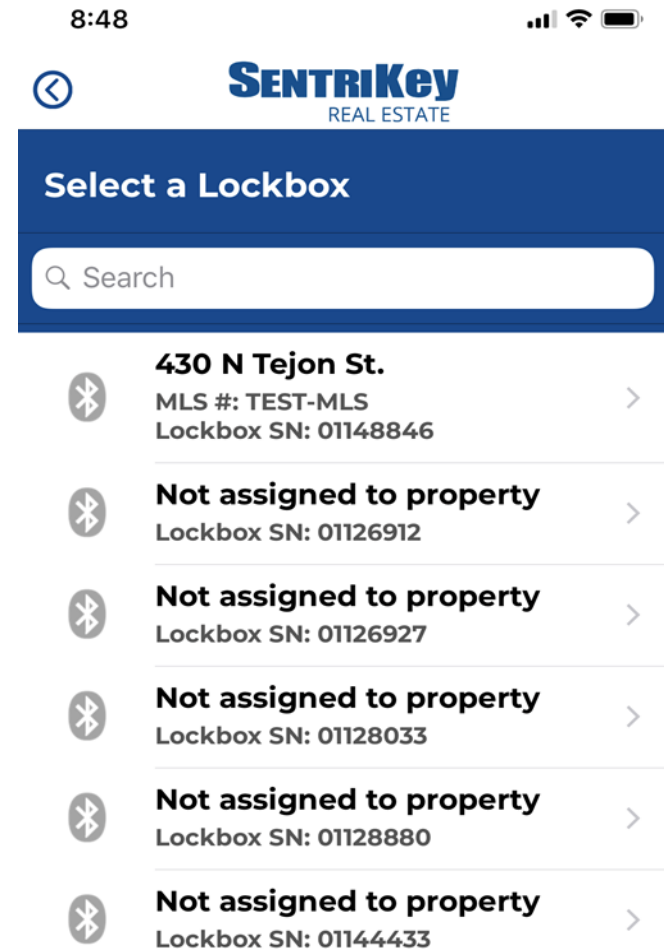 8:48
SENTRIKEY
REAL ESTATE
Select a Lockbox
Search
430 N Tejon St.
MLS #: TEST-MLS
Lockbox SN: 01148846
Not assigned to property
Lockbox SN: 01126912
Not assigned to property
Lockbox SN: 01126927
Not assigned to property
Lockbox SN: 01128033
Not assigned to property
Lockbox SN: 01128880
Not assigned to property
Lockbox SN: 01144433